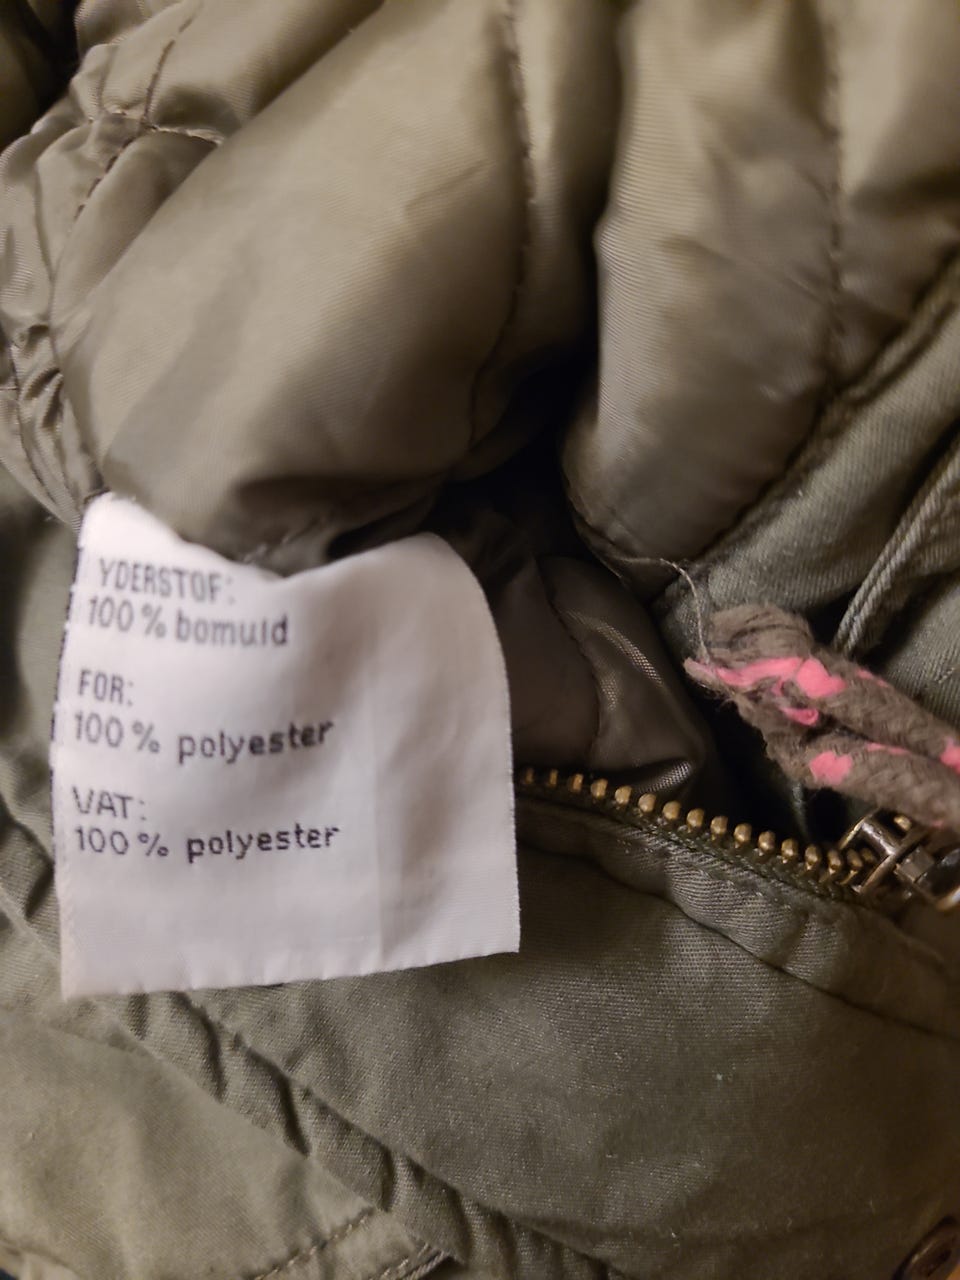 YDERSTOF:
100 % bomuld
FOR:
100 % polyester
VAT:
100 % polyester